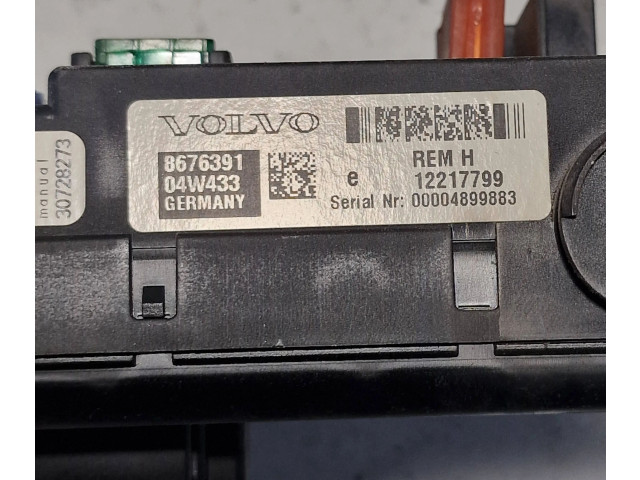 VOLVO
8676391
04W433
GERMANY
REM H
e 12217799
Serial Nr: 00004899883
manual
30728273